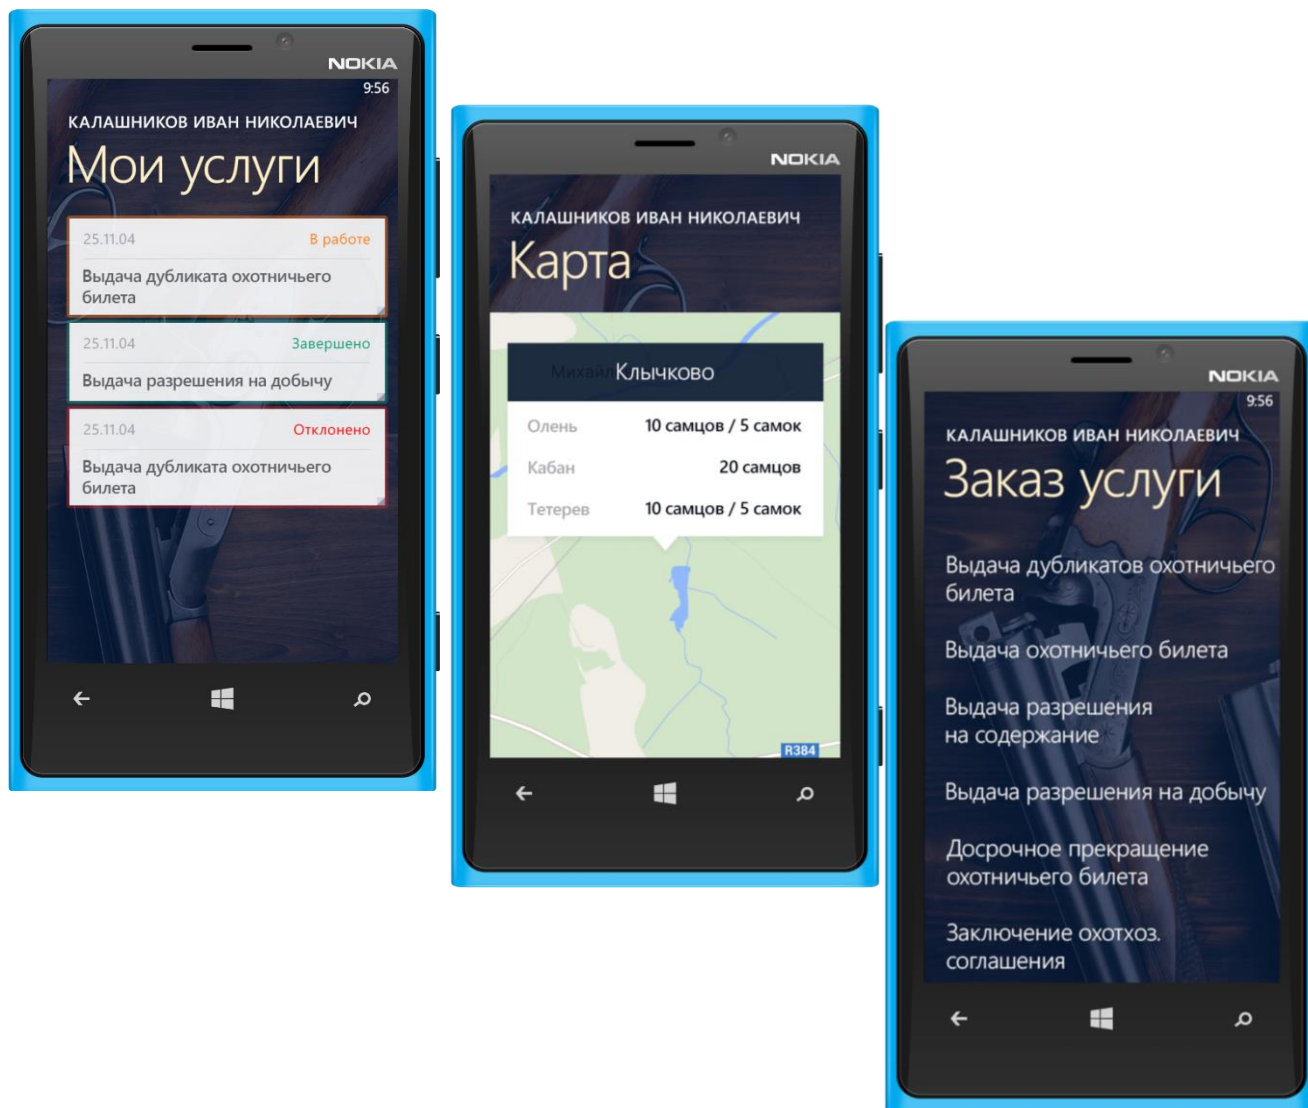 NOKIA
9:56
КАЛАШНИКОВ ИВАН НИКОЛАЕВИЧ
Мои услуги
25.11.04 В работе
Выдача дубликата охотничьего
билета
25.11.04 Завершено
Выдача разрешения на добычу
25.11.04 Отклонено
Выдача дубликата охотничьего
билета
NOKIA
КАЛАШНИКОВ ИВАН НИКОЛАЕВИЧ
Карта
Клычково
Олень 10 самцов / 5 самок
Кабан 20 самцов
Тетерев 10 самцов / 5 самок
R384
NOKIA
9:56
КАЛАШНИКОВ ИВАН НИКОЛАЕВИЧ
Заказ услуги
Выдача дубликатов охотничьего
билета
Выдача охотничьего билета
Выдача разрешения
на содержание
Выдача разрешения на добычу
Досрочное прекращение
охотничьего билета
Заключение охотхоз.
соглашения